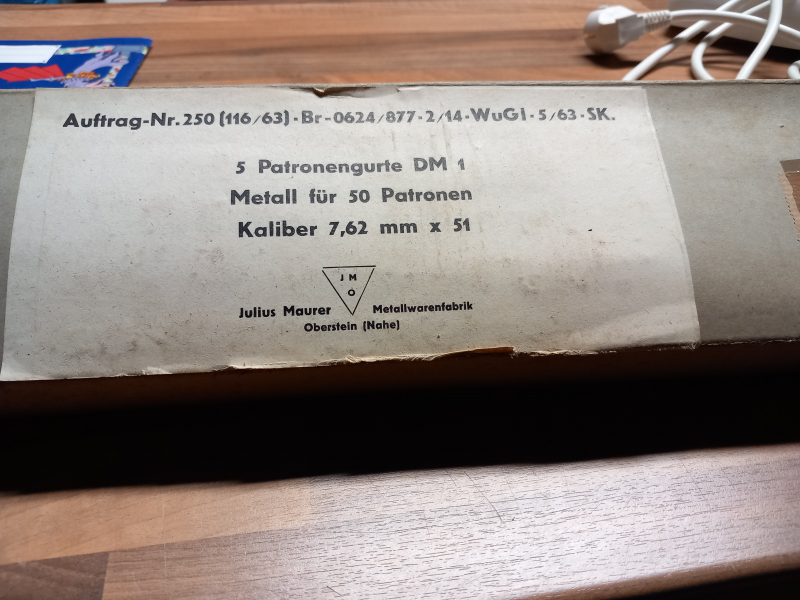 Auftrag-Nr. 250 (116/63) · Br-0624/877-2/14-WuGl · 5/63 · SK.
5 Patronengurte DM 1
Metall für 50 Patronen
Kaliber 7,62 mm x 51
J M
O
Julius Maurer Metallwarenfabrik
Oberstein (Nahe)